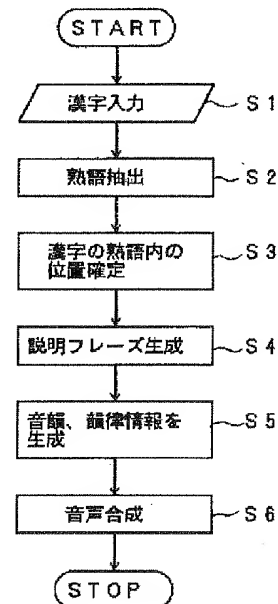 START
漢字入力 S1
熟語抽出 S2
漢字の熟語内の
位置確定 S3
説明フレーズ生成 S4
音韻、韻律情報を
生成 S5
音声合成 S6
STOP